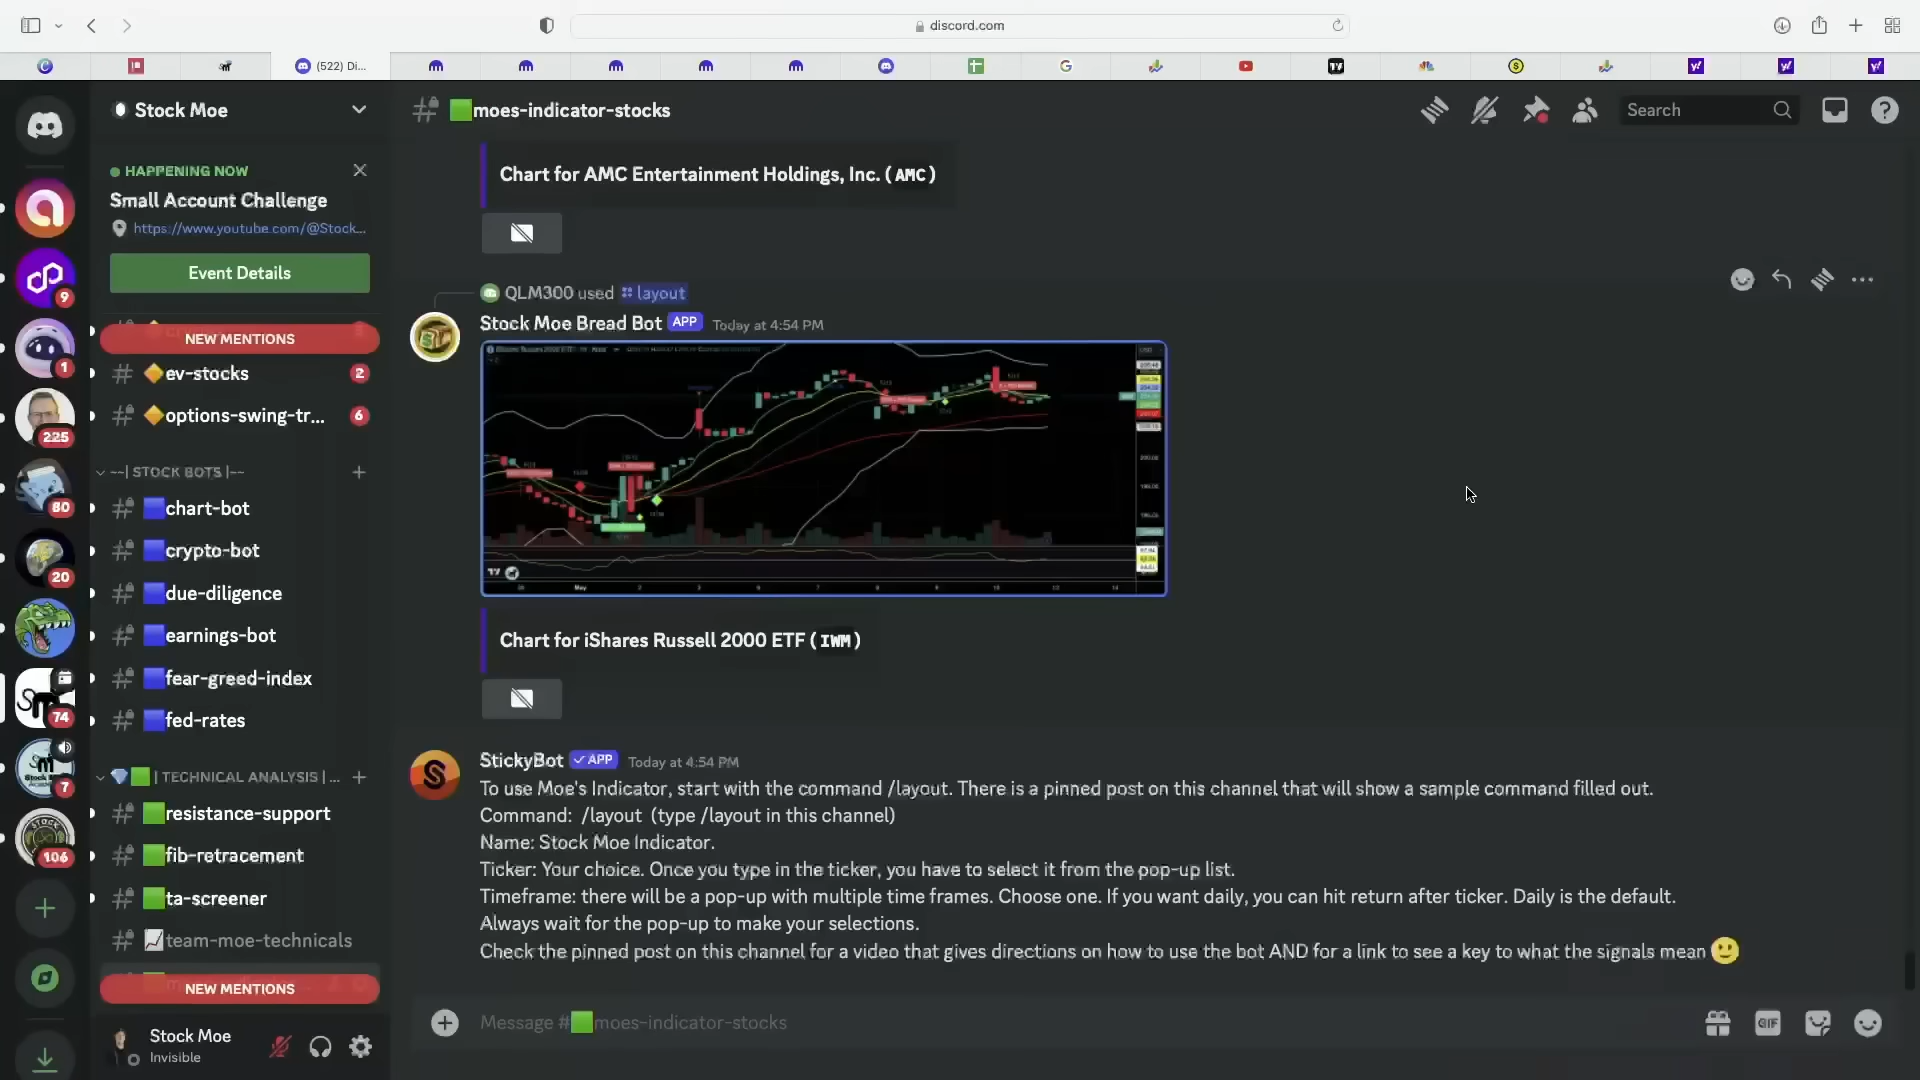 discord.com
(522) Di...
Stock Moe
HAPPENING NOW
Small Account Challenge
https://www.youtube.com/@Stock...
Event Details
NEW MENTIONS
ev-stocks 2
options-swing-tr... 6
--| STOCK BOTS |--
chart-bot
crypto-bot
due-diligence
earnings-bot
fear-greed-index
fed-rates
| TECHNICAL ANALYSIS | ...
resistance-support
fib-retracement
ta-screener
team-moe-technicals
NEW MENTIONS
Stock Moe
Invisible
9
1
225
80
20
74
7
106
moes-indicator-stocks
Search
Chart for AMC Entertainment Holdings, Inc. (AMC)
QLM300 used layout
Stock Moe Bread Bot APP Today at 4:54 PM
Chart for iShares Russell 2000 ETF (IWM)
StickyBot APP Today at 4:54 PM
To use Moe's Indicator, start with the command /layout. There is a pinned post on this channel that will show a sample command filled out.
Command: /layout (type /layout in this channel)
Name: Stock Moe Indicator.
Ticker: Your choice. Once you type in the ticker, you have to select it from the pop-up list.
Timeframe: there will be a pop-up with multiple time frames. Choose one. If you want daily, you can hit return after ticker. Daily is the default.
Always wait for the pop-up to make your selections.
Check the pinned post on this channel for a video that gives directions on how to use the bot AND for a link to see a key to what the signals mean
Message #moes-indicator-stocks
GIF